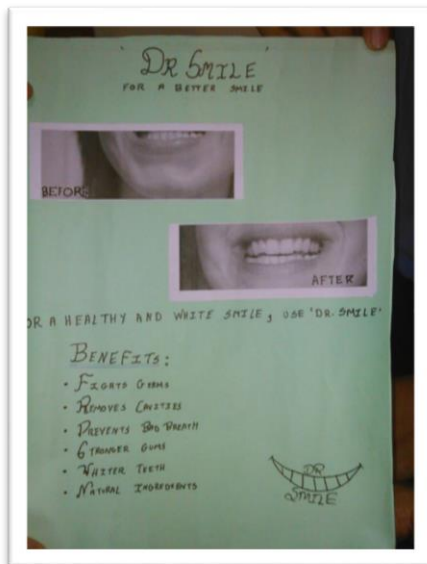 'DR SMILE'
FOR A BETTER SMILE
BEFOR
AFTER
OR A HEALTHY AND WHITE SMILE, USE 'DR. SMILE'
BENEFITS:
• FIGHTS GERMS
• REMOVES CAVITIES
• PREVENTS BAD BREATH
• STRONGER GUMS
• WHITER TEETH
• NATURAL INGREDIENTS
DR
SMILE